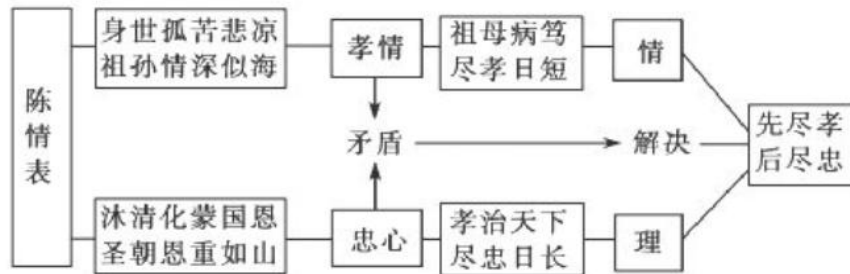 陈情表
身世孤苦悲凉
祖孙情深似海
孝情
祖母病笃
尽孝日短
情
矛盾
解决
先尽孝
后尽忠
沐清化蒙国恩
圣朝恩重如山
忠心
孝治天下
尽忠日长
理